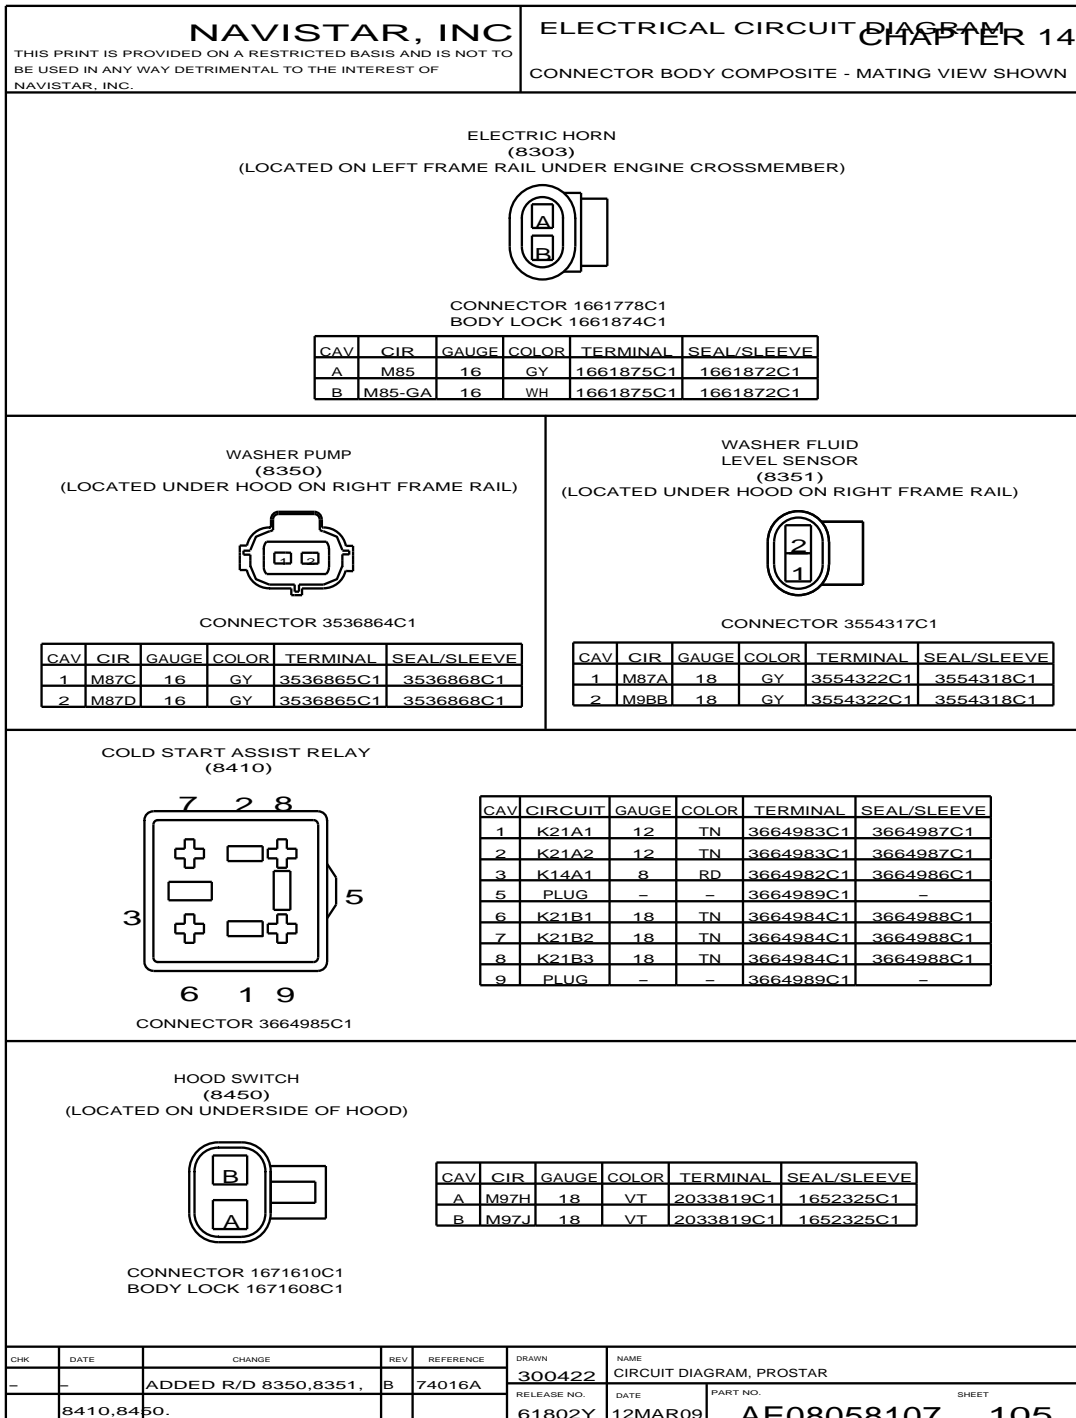 NAVISTAR, INC
THIS PRINT IS PROVIDED ON A RESTRICTED BASIS AND IS NOT TO
BE USED IN ANY WAY DETRIMENTAL TO THE INTEREST OF
NAVISTAR, INC.
ELECTRICAL CIRCUIT DIAGRAM
CHAPTER 14
CONNECTOR BODY COMPOSITE - MATING VIEW SHOWN
ELECTRIC HORN
(8303)
(LOCATED ON LEFT FRAME RAIL UNDER ENGINE CROSSMEMBER)
A
B
CONNECTOR 1661778C1
BODY LOCK 1661874C1
CAV CIR GAUGE COLOR TERMINAL SEAL/SLEEVE
A M85 16 GY 1661875C1 1661872C1
B M85-GA 16 WH 1661875C1 1661872C1
WASHER PUMP
(8350)
(LOCATED UNDER HOOD ON RIGHT FRAME RAIL)
1 2
CONNECTOR 3536864C1
CAV CIR GAUGE COLOR TERMINAL SEAL/SLEEVE
1 M87C 16 GY 3536865C1 3536868C1
2 M87D 16 GY 3536865C1 3536868C1
WASHER FLUID
LEVEL SENSOR
(8351)
(LOCATED UNDER HOOD ON RIGHT FRAME RAIL)
2
1
CONNECTOR 3554317C1
CAV CIR GAUGE COLOR TERMINAL SEAL/SLEEVE
1 M87A 18 GY 3554322C1 3554318C1
2 M9BB 18 GY 3554322C1 3554318C1
COLD START ASSIST RELAY
(8410)
7 2 8
5
3
6 1 9
CONNECTOR 3664985C1
CAV CIRCUIT GAUGE COLOR TERMINAL SEAL/SLEEVE
1 K21A1 12 TN 3664983C1 3664987C1
2 K21A2 12 TN 3664983C1 3664987C1
3 K14A1 8 RD 3664982C1 3664986C1
5 PLUG – – 3664989C1 –
6 K21B1 18 TN 3664984C1 3664988C1
7 K21B2 18 TN 3664984C1 3664988C1
8 K21B3 18 TN 3664984C1 3664988C1
9 PLUG – – 3664989C1 –
HOOD SWITCH
(8450)
(LOCATED ON UNDERSIDE OF HOOD)
B
A
CONNECTOR 1671610C1
BODY LOCK 1671608C1
CAV CIR GAUGE COLOR TERMINAL SEAL/SLEEVE
A M97H 18 VT 2033819C1 1652325C1
B M97J 18 VT 2033819C1 1652325C1
CHK DATE CHANGE REV REFERENCE
– – ADDED R/D 8350,8351, B 74016A
8410,8450.
DRAWN
300422
NAME
CIRCUIT DIAGRAM, PROSTAR
RELEASE NO.
61802Y
DATE
12MAR09
PART NO.
AE08058107
SHEET
105